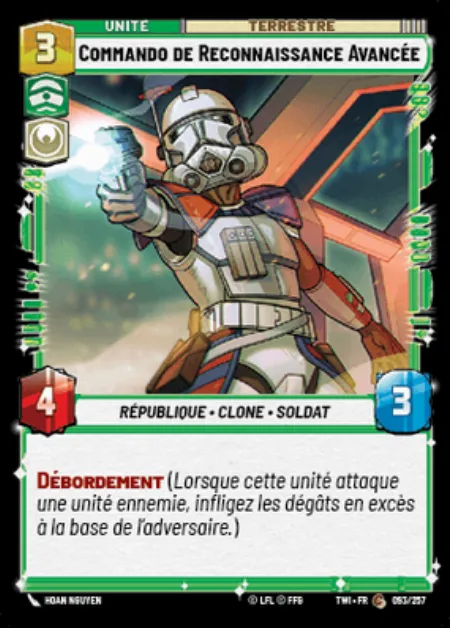 UNITÉ
TERRESTRE
3
COMMANDO DE RECONNAISSANCE AVANCÉE
4
RÉPUBLIQUE • CLONE • SOLDAT
3
DÉBORDEMENT (Lorsque cette unité attaque
une unité ennemie, infligez les dégâts en excès
à la base de l'adversaire.)
HOAN NGUYEN
© LFL © FFG
TWI • FR
C
093/257